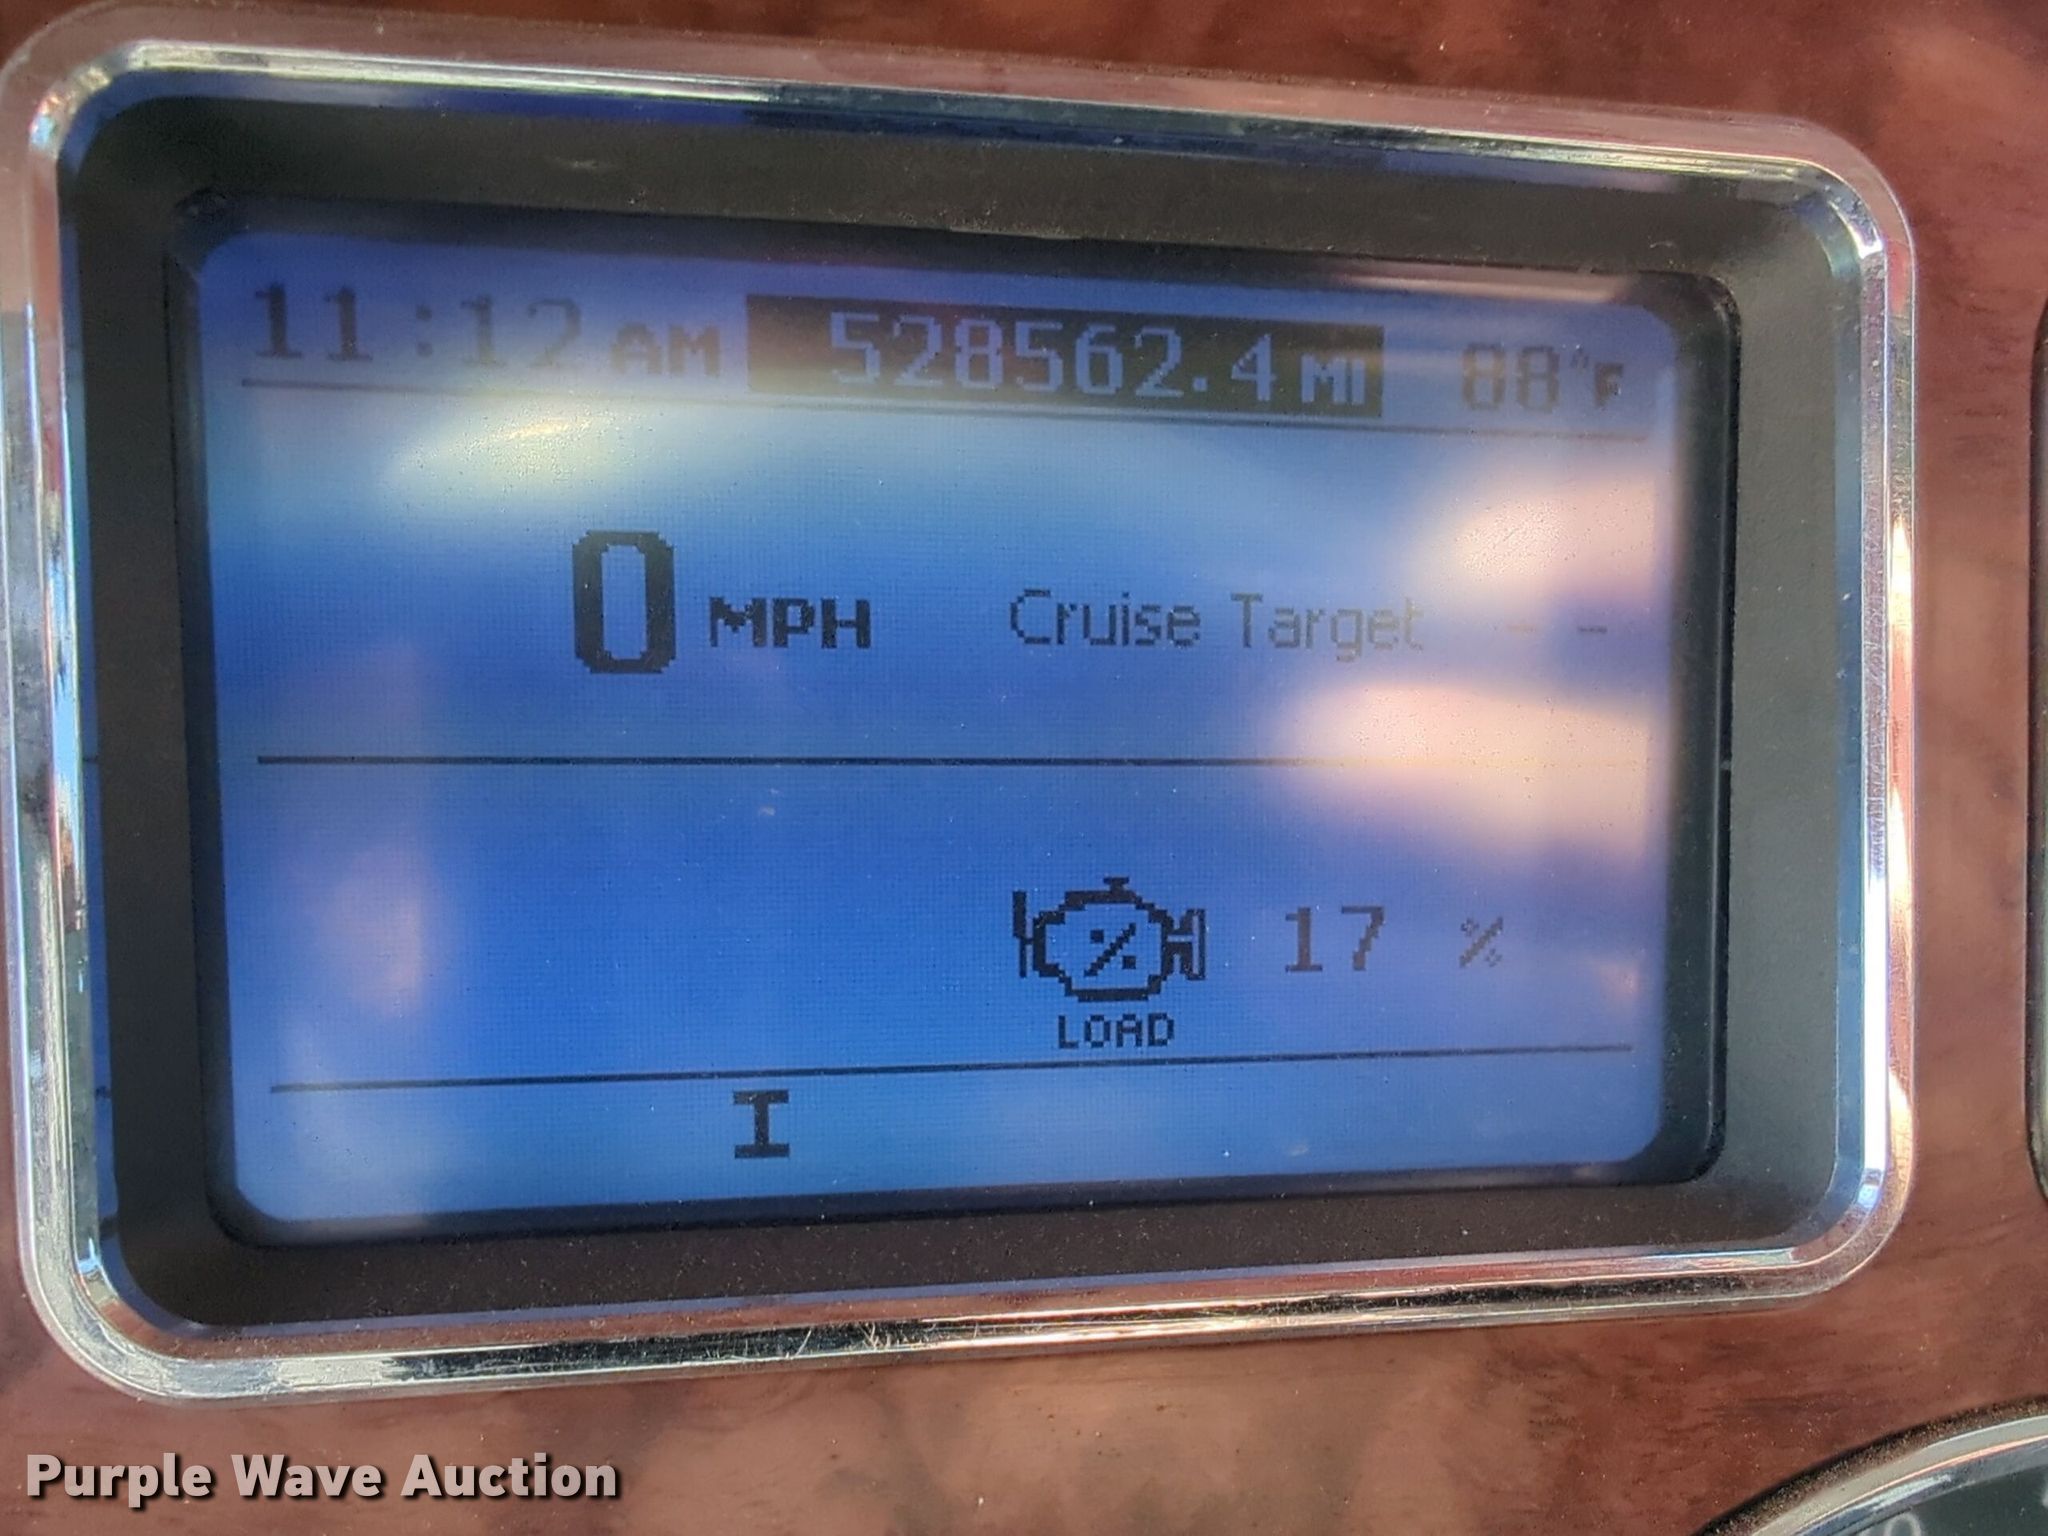 11:12 AM 528562.4 MI 88°F
0 MPH Cruise Target - -
% 17 %
LOAD
I
Purple Wave Auction